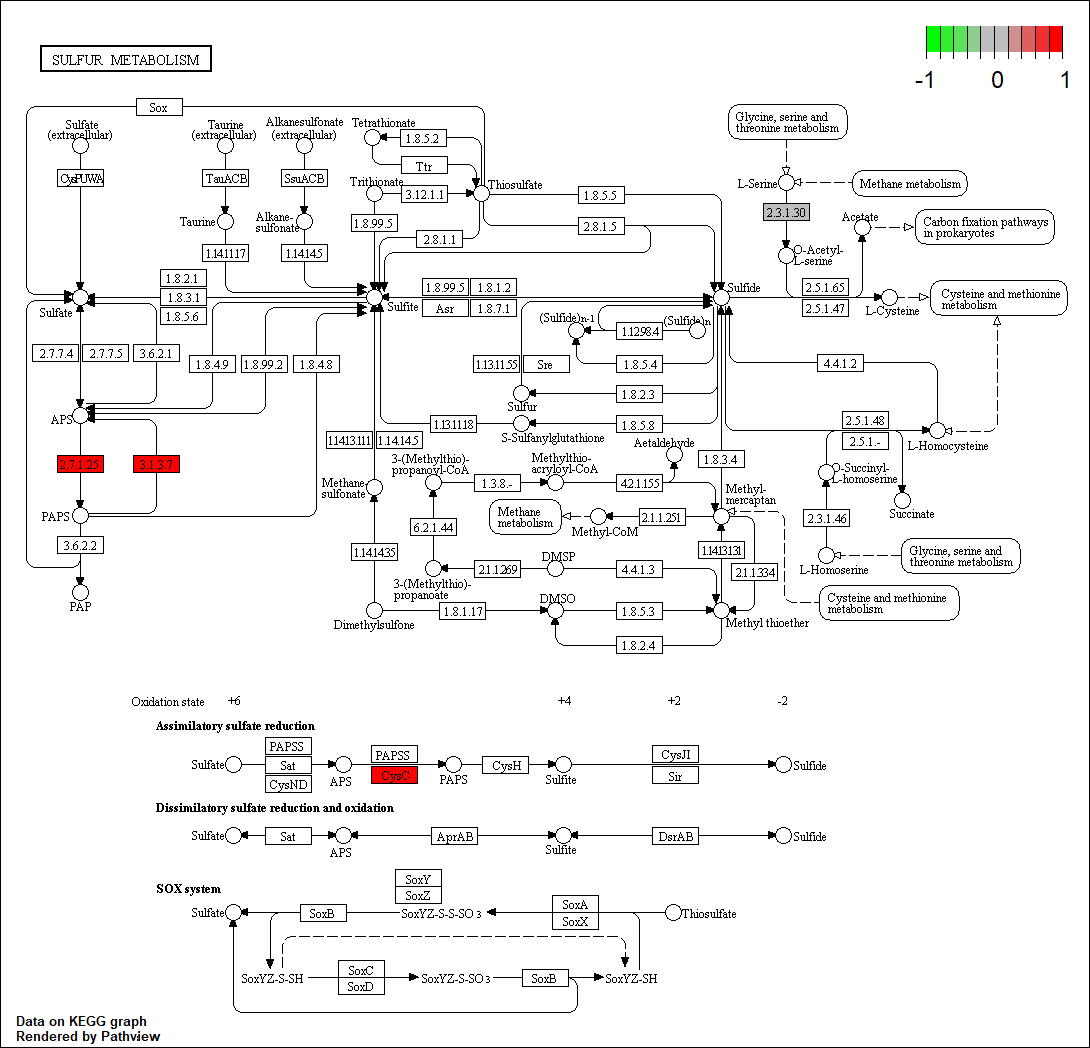 SULFUR METABOLISM
-1 0 1
Sox
Sulfate
(extracellular)
Taurine
(extracellular)
Alkanesulfonate
(extracellular)
Tetrathionate
1.8.5.2
Ttr
Trithionate
3.12.1.1
Thiosulfate
1.8.5.5
CysPUWA
TauACB
SsuACB
Taurine
Alkane-
sulfonate
1.8.99.5
2.8.1.1
2.8.1.5
1.14.11.17
1.14.14.5
Glycine, serine and
threonine metabolism
L-Serine
Methane metabolism
2.3.1.30
Acetate
Carbon fixation pathways
in prokaryotes
O-Acetyl-
L-serine
1.8.2.1
1.8.3.1
1.8.5.6
Sulfate
Sulfite
1.8.99.5
1.8.1.2
Asr
1.8.7.1
Sulfide
2.5.1.65
2.5.1.47
L-Cysteine
Cysteine and methionine
metabolism
(Sulfide)n-1
(Sulfide)n
1.12.98.4
2.7.7.4
2.7.7.5
3.6.2.1
1.8.4.9
1.8.99.2
1.8.4.8
1.13.11.55
Sre
1.8.5.4
4.4.1.2
1.8.2.3
Sulfur
APS
1.13.11.18
1.8.5.8
S-Sulfanylglutathione
2.5.1.48
2.5.1.-
L-Homocysteine
1.14.13.111
1.14.14.5
Aetaldehyde
1.8.3.4
2.7.1.25
3.1.3.7
3-(Methylthio)-
propanoyl-CoA
Methylthio-
acryloyl-CoA
O-Succinyl-
L-homoserine
1.3.8.-
4.2.1.155
Methane
sulfonate
Methyl-
mercaptan
Succinate
PAPS
Methane
metabolism
Methyl-CoM
2.1.1.251
2.3.1.46
6.2.1.44
3.6.2.2
1.14.14.35
1.14.13.131
L-Homoserine
Glycine, serine and
threonine metabolism
DMSP
2.1.1.269
4.4.1.3
2.1.1.334
3-(Methylthio)-
propanoate
PAP
DMSO
Cysteine and methionine
metabolism
Dimethylsulfone
1.8.1.17
1.8.5.3
Methyl thioether
1.8.2.4
Oxidation state +6 +4 +2 -2
Assimilatory sulfate reduction
PAPSS
PAPSS
CysJI
Sulfate
Sat
APS
CysC
PAPS
CysH
Sulfite
Sir
Sulfide
CysND
Dissimilatory sulfate reduction and oxidation
Sulfate
Sat
APS
AprAB
Sulfite
DsrAB
Sulfide
SOX system
SoxY
SoxZ
Sulfate
SoxB
SoxYZ-S-S-SO3
SoxA
SoxX
Thiosulfate
SoxYZ-S-SH
SoxC
SoxD
SoxYZ-S-SO3
SoxB
SoxYZ-SH
Data on KEGG graph
Rendered by Pathview